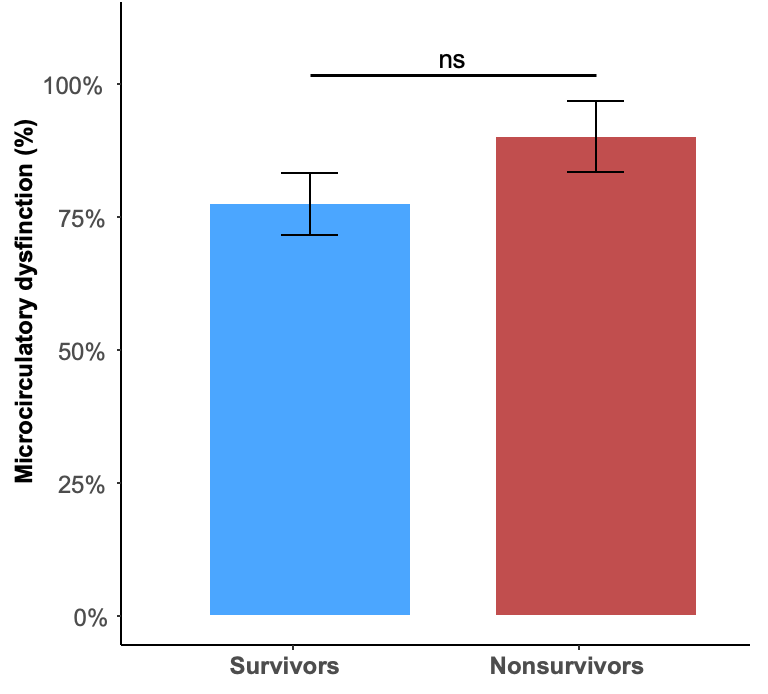 ns
100%
75%
50%
25%
0%
Microcirculatory dysfinction (%)
Survivors
Nonsurvivors